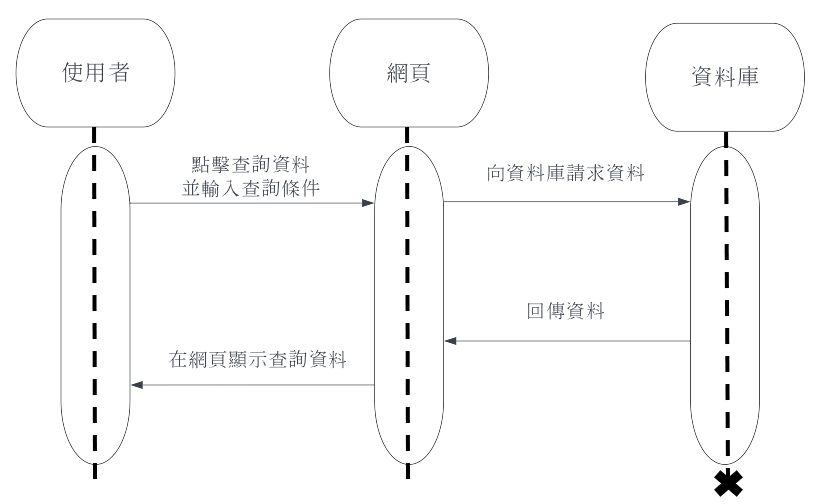 使用者
網頁
資料庫
點擊查詢資料
並輸入查詢條件
向資料庫請求資料
回傳資料
在網頁顯示查詢資料